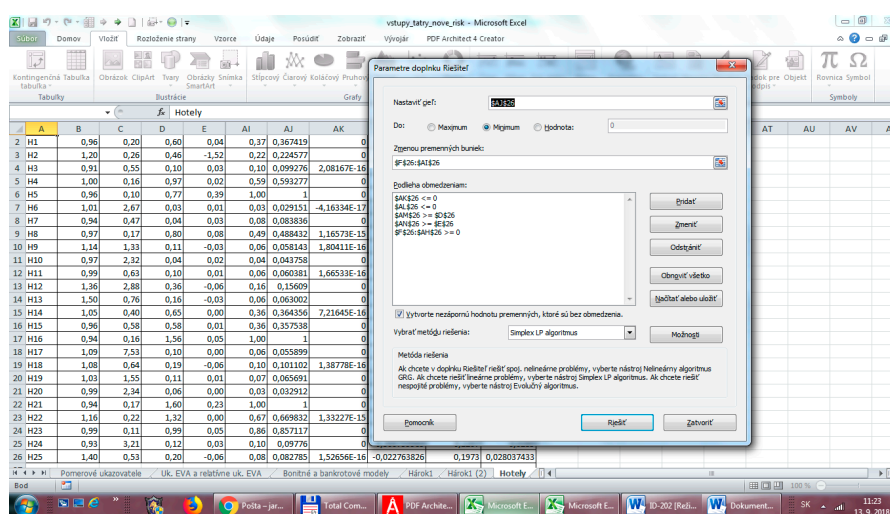 vstupy_tatry_nove_risk - Microsoft Excel
Súbor Domov Vložiť Rozloženie strany Vzorce Údaje Posúdiť Zobraziť Vývojár PDF Architect 4 Creator
Kontingenčná tabuľka Tabuľka Obrázok ClipArt Tvary Obrázky SmartArt Snímka Stĺpcový Čiarový Koláčový Pruhový Objekt Rovnica Symbol
Tabuľky Ilustrácie Grafy Symboly
fx Hotely
A B C D E AI AJ AK AT AU AV
2 H1 0,96 0,20 0,60 0,04 0,37 0,367419 0
3 H2 1,20 0,26 0,46 -1,52 0,22 0,224577 0
4 H3 0,91 0,55 0,10 0,03 0,10 0,099276 2,08167E-16
5 H4 1,00 0,16 0,97 0,02 0,59 0,593277 0
6 H5 0,96 0,10 0,77 0,39 1,00 1 0
7 H6 1,01 2,67 0,03 0,01 0,03 0,029151 -4,16334E-17
8 H7 0,94 0,47 0,04 0,03 0,08 0,083836 0
9 H8 0,97 0,17 0,80 0,08 0,49 0,488432 1,16573E-15
10 H9 1,14 1,33 0,11 -0,03 0,06 0,058143 1,80411E-16
11 H10 0,97 2,32 0,04 0,02 0,04 0,043758 0
12 H11 0,99 0,63 0,10 0,01 0,06 0,060381 1,66533E-16
13 H12 1,36 2,88 0,36 -0,06 0,16 0,15609 0
14 H13 1,50 0,76 0,16 -0,03 0,06 0,063002 0
15 H14 1,05 0,40 0,65 0,00 0,36 0,364356 7,21645E-16
16 H15 0,96 0,58 0,58 0,01 0,36 0,357538 0
17 H16 0,94 0,16 1,56 0,05 1,00 1 0
18 H17 1,09 7,53 0,10 0,00 0,06 0,055899 0
19 H18 1,08 0,64 0,19 -0,06 0,10 0,101102 1,38778E-16
20 H19 1,03 1,55 0,11 0,01 0,07 0,065691 0
21 H20 0,99 2,34 0,06 0,00 0,03 0,032912 0
22 H21 0,94 0,17 1,60 0,23 1,00 1 0
23 H22 1,16 0,22 1,32 0,00 0,67 0,669832 1,33227E-15
24 H23 0,99 0,11 0,99 0,05 0,86 0,857117 0
25 H24 0,93 3,21 0,12 0,03 0,10 0,09776 0
26 H25 1,40 0,53 0,20 -0,06 0,08 0,082785 1,52656E-16 -0,022763826 0,1973 0,028037433
Parametre doplnku Riešiteľ
Nastaviť cieľ: $AJ$26
Do: Maximum Minimum Hodnota: 0
Zmenou premenných buniek:
$F$26:$AI$26
Podlieha obmedzeniam:
$AK$26 <= 0
$AL$26 <= 0
$AM$26 >= $D$26
$AN$26 >= $E$26
$F$26:$AH$26 >= 0
Pridať
Zmeniť
Odstrániť
Obnoviť všetko
Načítať alebo uložiť
Vytvorte nezápornú hodnotu premenných, ktoré sú bez obmedzenia.
Vybrať metódu riešenia: Simplex LP algoritmus Možnosti
Metóda riešenia
Ak chcete v doplnku Riešiteľ riešiť spoj. nelineárne problémy, vyberte nástroj Nelineárny algoritmus
GRG. Ak chcete riešiť lineárne problémy, vyberte nástroj Simplex LP algoritmus. Ak chcete riešiť
nespojité problémy, vyberte nástroj Evolučný algoritmus.
Pomocník Riešiť Zatvoriť
Pomerové ukazovatele Uk. EVA a relatívne uk. EVA Bonitné a bankrotové modely Hárok1 Hárok1 (2) Hotely
Bod 100 %
Pošta – jar... Total Com... PDF Archite... Microsoft E... Microsoft E... ID-202 [Reži... Dokument... SK 11:23
13. 9. 2018